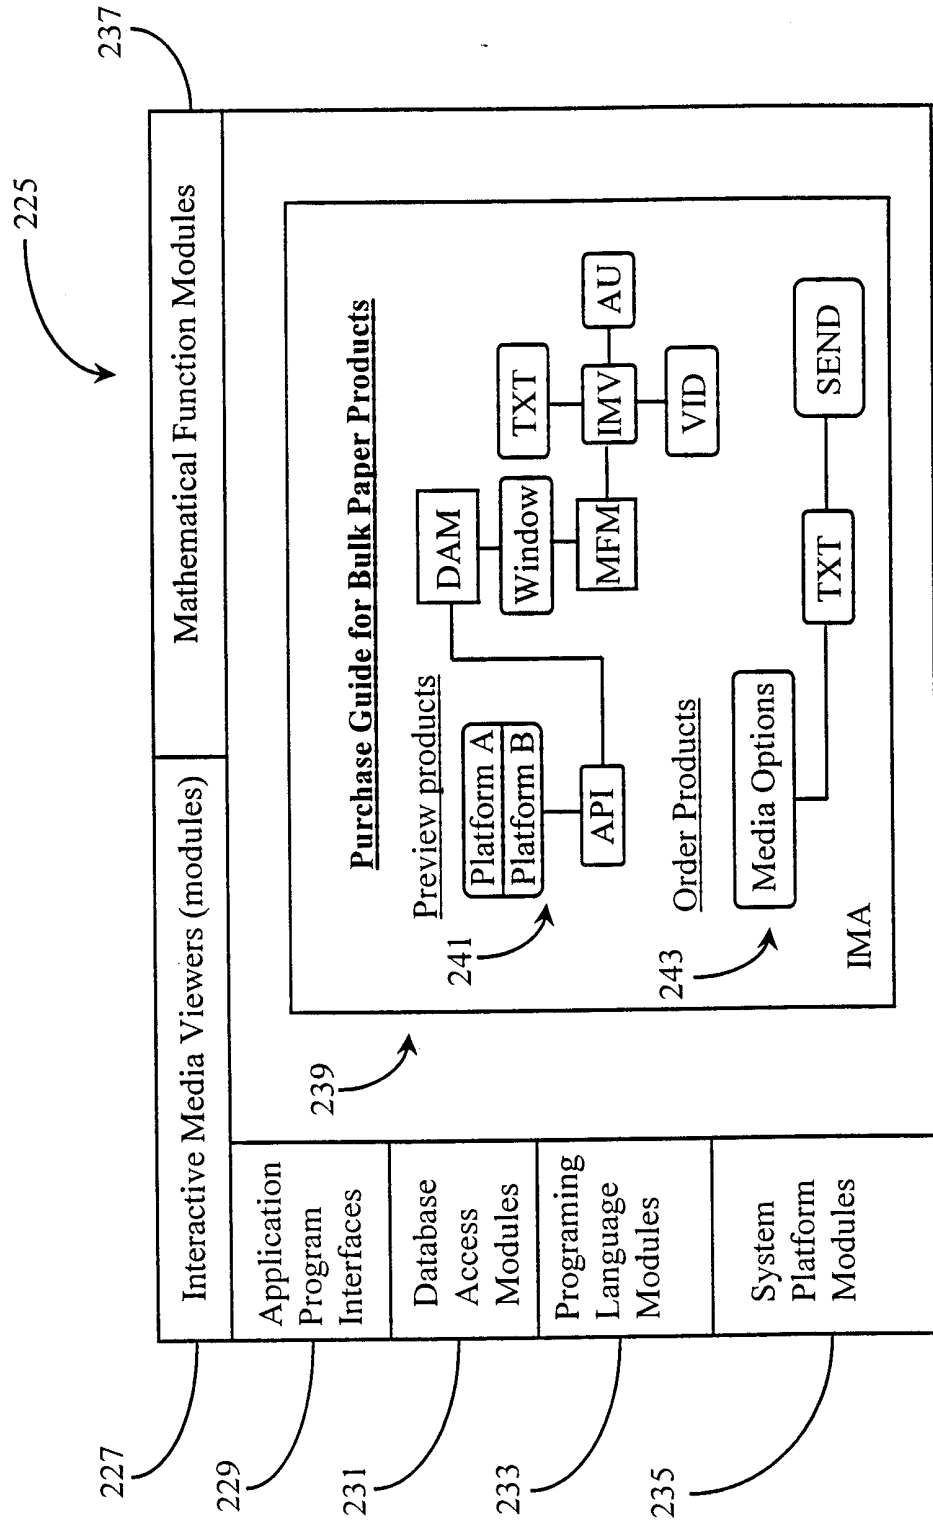 225
237
227
Interactive Media Viewers (modules)
Mathematical Function Modules
229
Application
Program
Interfaces
231
Database
Access
Modules
233
Programing
Language
Modules
235
System
Platform
Modules
239
Purchase Guide for Bulk Paper Products
Preview products
241
Platform A
Platform B
API
DAM
Window
MFM
TXT
IMV
AU
VID
Order Products
243
Media Options
TXT
SEND
IMA